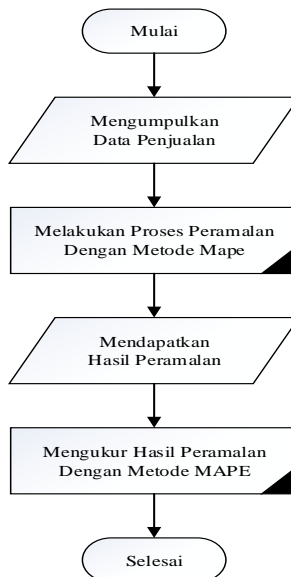 Mulai
Mengumpulkan
Data Penjualan
Melakukan Proses Peramalan
Dengan Metode Mape
Mendapatkan
Hasil Peramalan
Mengukur Hasil Peramalan
Dengan Metode MAPE
Selesai